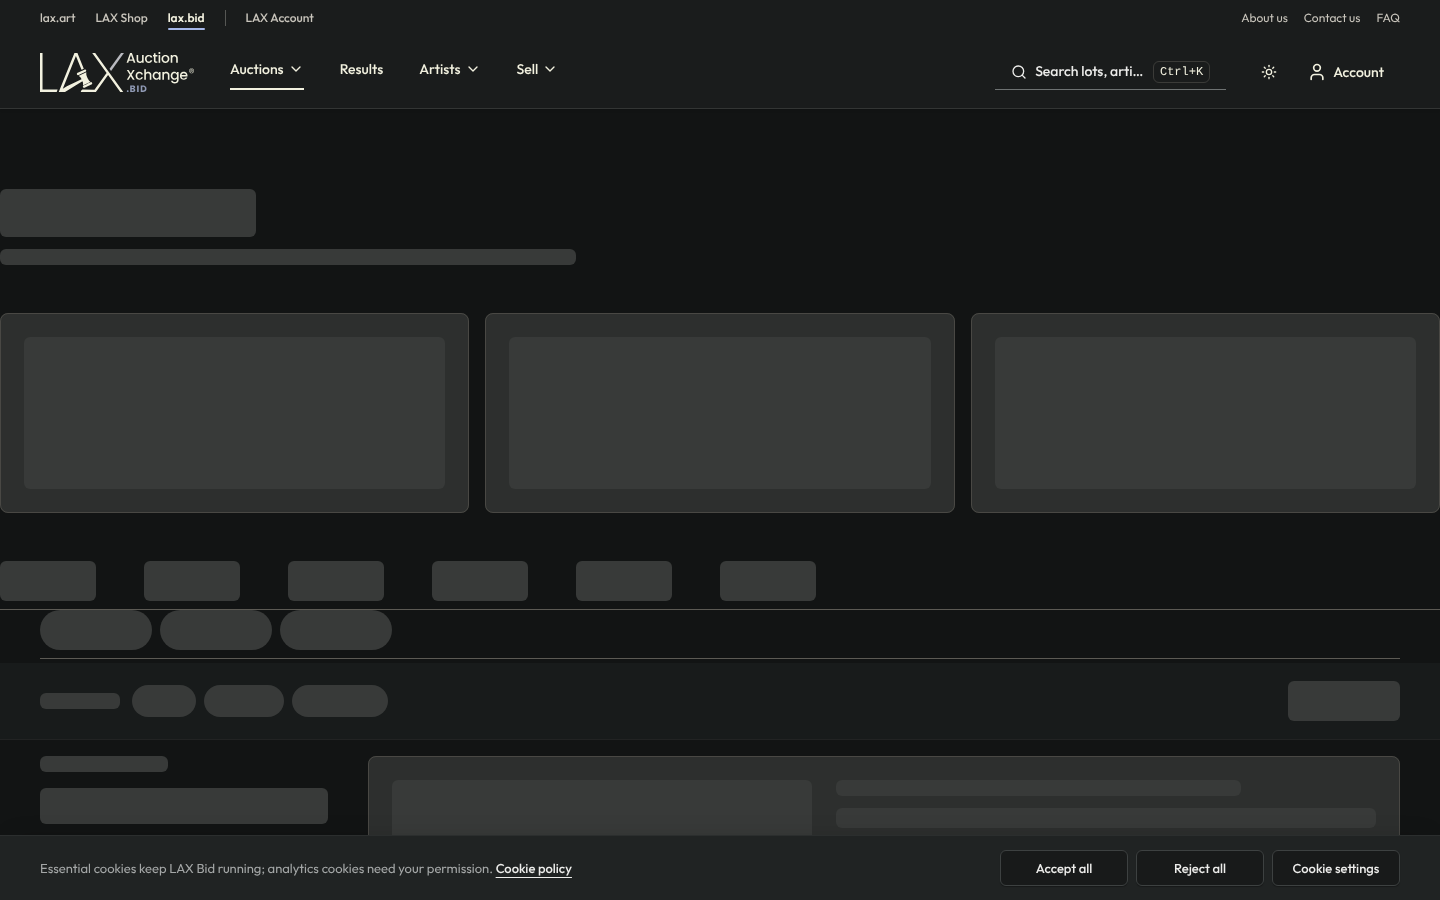 lax.art LAX Shop lax.bid LAX Account About us Contact us FAQ
LAX Auction Xchange® .BID
Auctions Results Artists Sell Search lots, arti... Ctrl+K Account
Essential cookies keep LAX Bid running; analytics cookies need your permission. Cookie policy Accept all Reject all Cookie settings